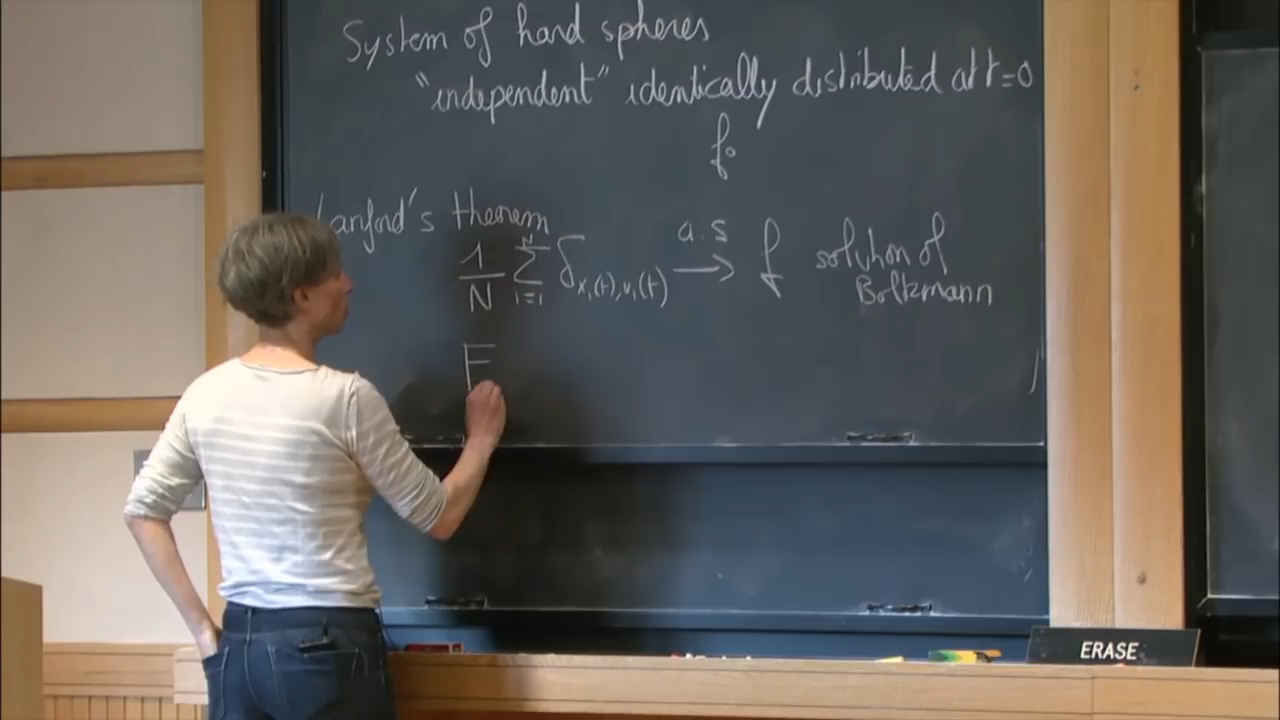 System of hard spheres
"independent" identically distributed at t=0
f₀
Lanford's theorem
1/N ∑_{i=1}^{N} δ_{x_i(t),v_i(t)} →^{a.s} f solution of
Boltzmann
F
ERASE